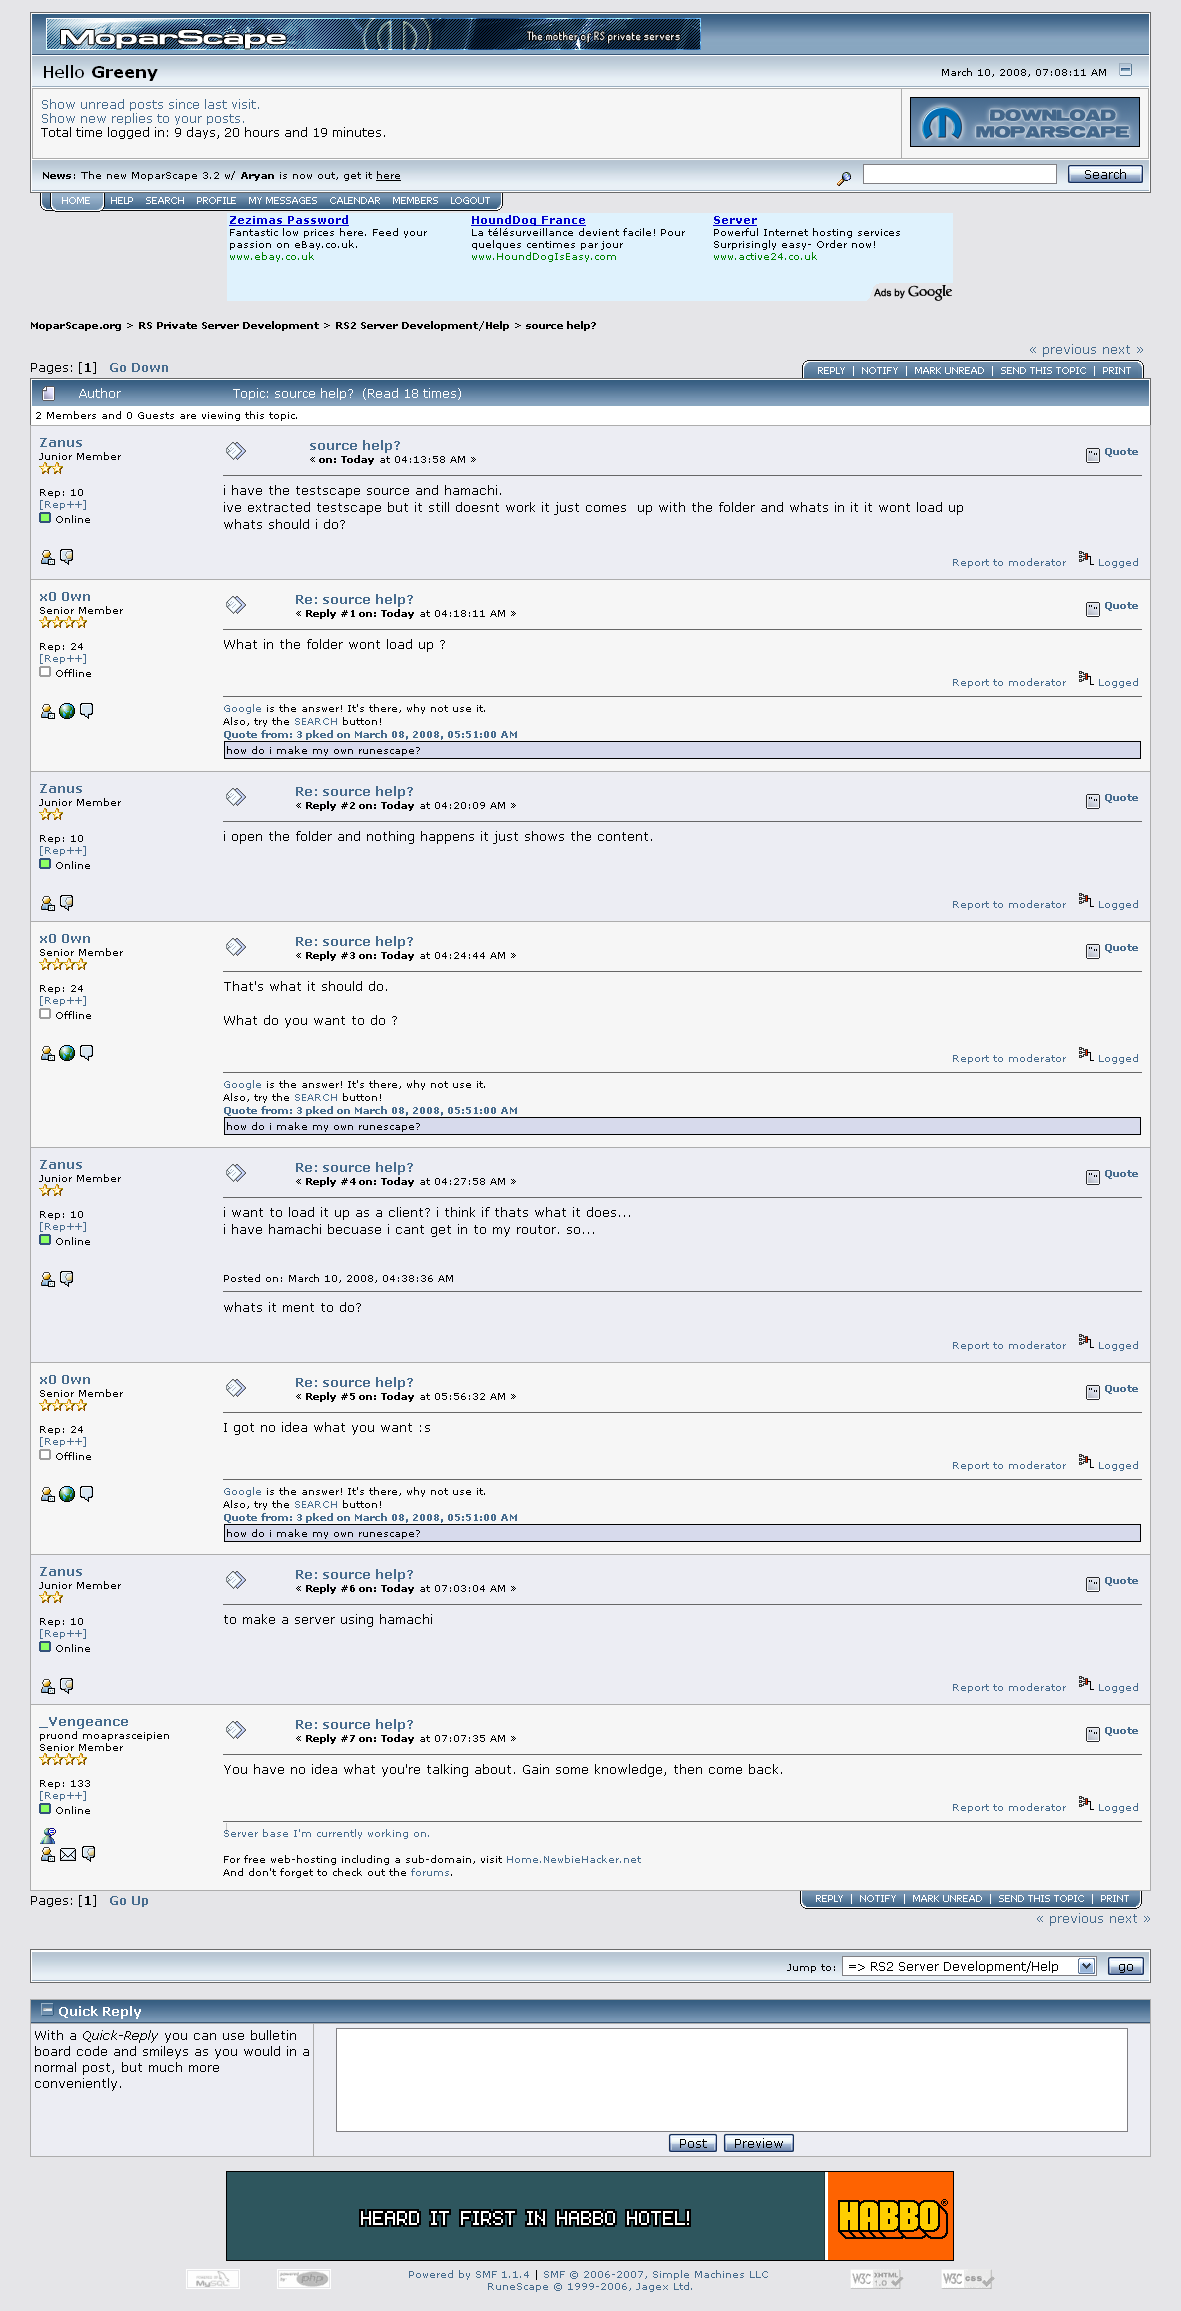 MoparScape
The mother of RS private servers
Hello Greeny
March 10, 2008, 07:08:11 AM
Show unread posts since last visit.
Show new replies to your posts.
Total time logged in: 9 days, 20 hours and 19 minutes.
DOWNLOAD
MOPARSCAPE
News: The new MoparScape 3.2 w/ Aryan is now out, get it here
Search
HOME HELP SEARCH PROFILE MY MESSAGES CALENDAR MEMBERS LOGOUT
Zezimas Password
Fantastic low prices here. Feed your
passion on eBay.co.uk.
www.ebay.co.uk
HoundDog France
La télésurveillance devient facile! Pour
quelques centimes par jour
www.HoundDogIsEasy.com
Server
Powerful Internet hosting services
Surprisingly easy- Order now!
www.active24.co.uk
Ads by Google
MoparScape.org > RS Private Server Development > RS2 Server Development/Help > source help?
« previous next »
Pages: [1] Go Down
REPLY | NOTIFY | MARK UNREAD | SEND THIS TOPIC | PRINT
Author Topic: source help? (Read 18 times)
2 Members and 0 Guests are viewing this topic.
Zanus
Junior Member
Rep: 10
[Rep++]
Online
source help?
« on: Today at 04:13:58 AM »
Quote
i have the testscape source and hamachi.
ive extracted testscape but it still doesnt work it just comes up with the folder and whats in it it wont load up
whats should i do?
Report to moderator Logged
x0 0wn
Senior Member
Rep: 24
[Rep++]
Offline
Re: source help?
« Reply #1 on: Today at 04:18:11 AM »
Quote
What in the folder wont load up ?
Report to moderator Logged
Google is the answer! It's there, why not use it.
Also, try the SEARCH button!
Quote from: 3 pked on March 08, 2008, 05:51:00 AM
how do i make my own runescape?
Zanus
Junior Member
Rep: 10
[Rep++]
Online
Re: source help?
« Reply #2 on: Today at 04:20:09 AM »
Quote
i open the folder and nothing happens it just shows the content.
Report to moderator Logged
x0 0wn
Senior Member
Rep: 24
[Rep++]
Offline
Re: source help?
« Reply #3 on: Today at 04:24:44 AM »
Quote
That's what it should do.
What do you want to do ?
Report to moderator Logged
Google is the answer! It's there, why not use it.
Also, try the SEARCH button!
Quote from: 3 pked on March 08, 2008, 05:51:00 AM
how do i make my own runescape?
Zanus
Junior Member
Rep: 10
[Rep++]
Online
Re: source help?
« Reply #4 on: Today at 04:27:58 AM »
Quote
i want to load it up as a client? i think if thats what it does...
i have hamachi becuase i cant get in to my routor. so...
Posted on: March 10, 2008, 04:38:36 AM
whats it ment to do?
Report to moderator Logged
x0 0wn
Senior Member
Rep: 24
[Rep++]
Offline
Re: source help?
« Reply #5 on: Today at 05:56:32 AM »
Quote
I got no idea what you want :s
Report to moderator Logged
Google is the answer! It's there, why not use it.
Also, try the SEARCH button!
Quote from: 3 pked on March 08, 2008, 05:51:00 AM
how do i make my own runescape?
Zanus
Junior Member
Rep: 10
[Rep++]
Online
Re: source help?
« Reply #6 on: Today at 07:03:04 AM »
Quote
to make a server using hamachi
Report to moderator Logged
_Vengeance
pruond moaprasceipien
Senior Member
Rep: 133
[Rep++]
Online
Re: source help?
« Reply #7 on: Today at 07:07:35 AM »
Quote
You have no idea what you're talking about. Gain some knowledge, then come back.
Report to moderator Logged
Server base I'm currently working on.
For free web-hosting including a sub-domain, visit Home.NewbieHacker.net
And don't forget to check out the forums.
Pages: [1] Go Up
REPLY | NOTIFY | MARK UNREAD | SEND THIS TOPIC | PRINT
« previous next »
Jump to: => RS2 Server Development/Help go
Quick Reply
With a Quick-Reply you can use bulletin
board code and smileys as you would in a
normal post, but much more
conveniently.
Post Preview
HEARD IT FIRST IN HABBO HOTEL!
HABBO
MySQL
powered by php
Powered by SMF 1.1.4 | SMF © 2006-2007, Simple Machines LLC
RuneScape © 1999-2006, Jagex Ltd.
W3C XHTML 1.0
W3C css